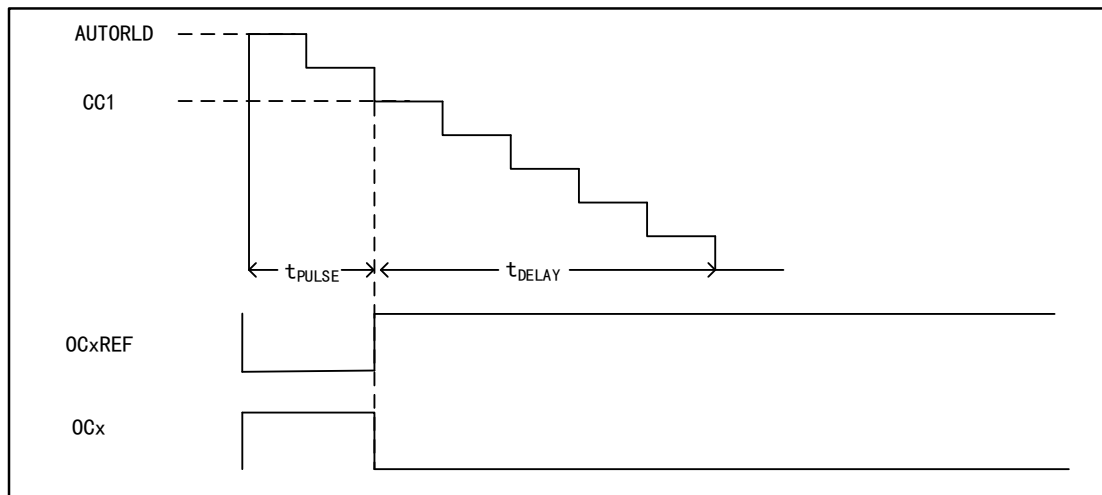 AUTORLD
CC1
tPULSE
tDELAY
OCxREF
OCx